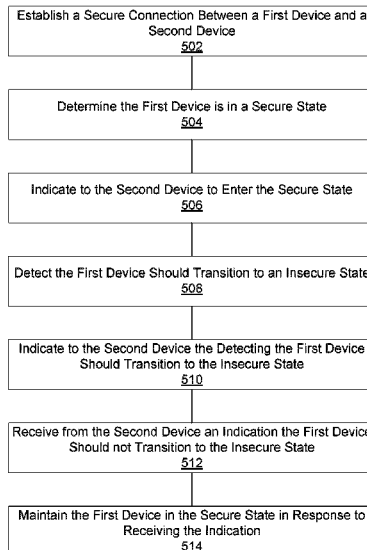 Establish a Secure Connection Between a First Device and a
Second Device
502
Determine the First Device is in a Secure State
504
Indicate to the Second Device to Enter the Secure State
506
Detect the First Device Should Transition to an Insecure State
508
Indicate to the Second Device the Detecting the First Device
Should Transition to the Insecure State
510
Receive from the Second Device an Indication the First Device
Should not Transition to the Insecure State
512
Maintain the First Device in the Secure State in Response to
Receiving the Indication
514